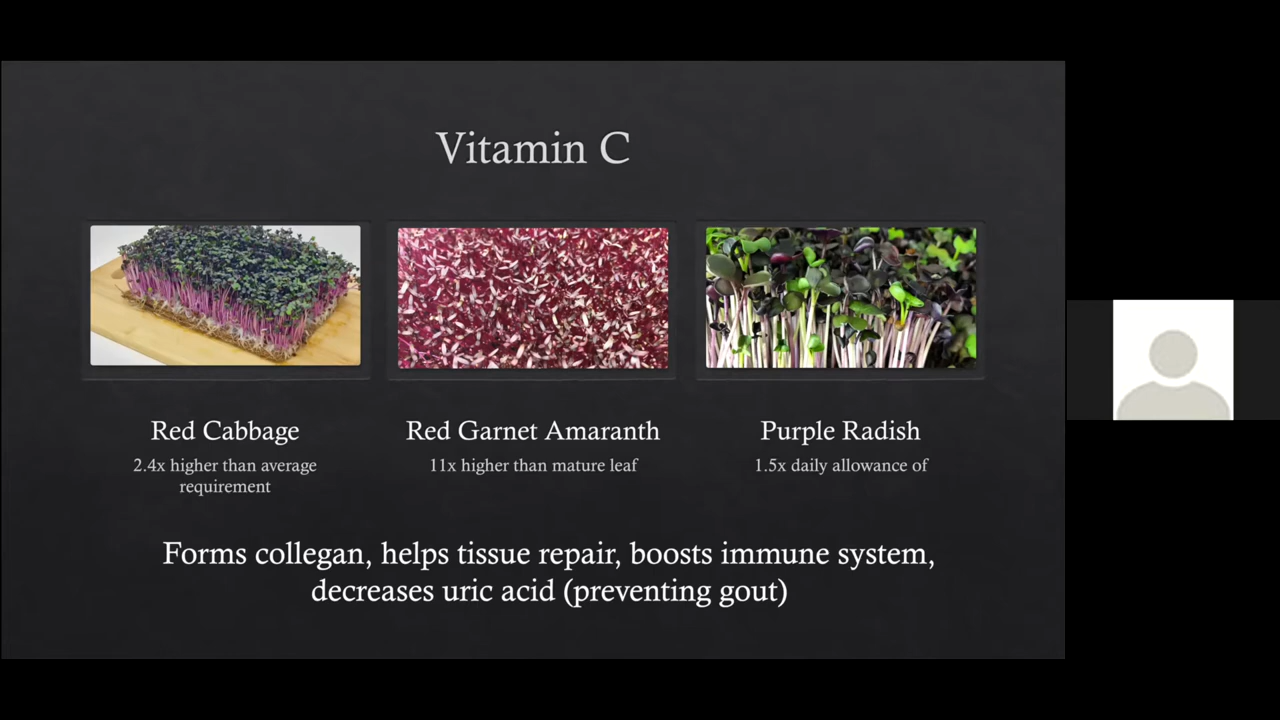 Vitamin C
Red Cabbage
2.4x higher than average
requirement
Red Garnet Amaranth
11x higher than mature leaf
Purple Radish
1.5x daily allowance of
Forms collegan, helps tissue repair, boosts immune system,
decreases uric acid (preventing gout)